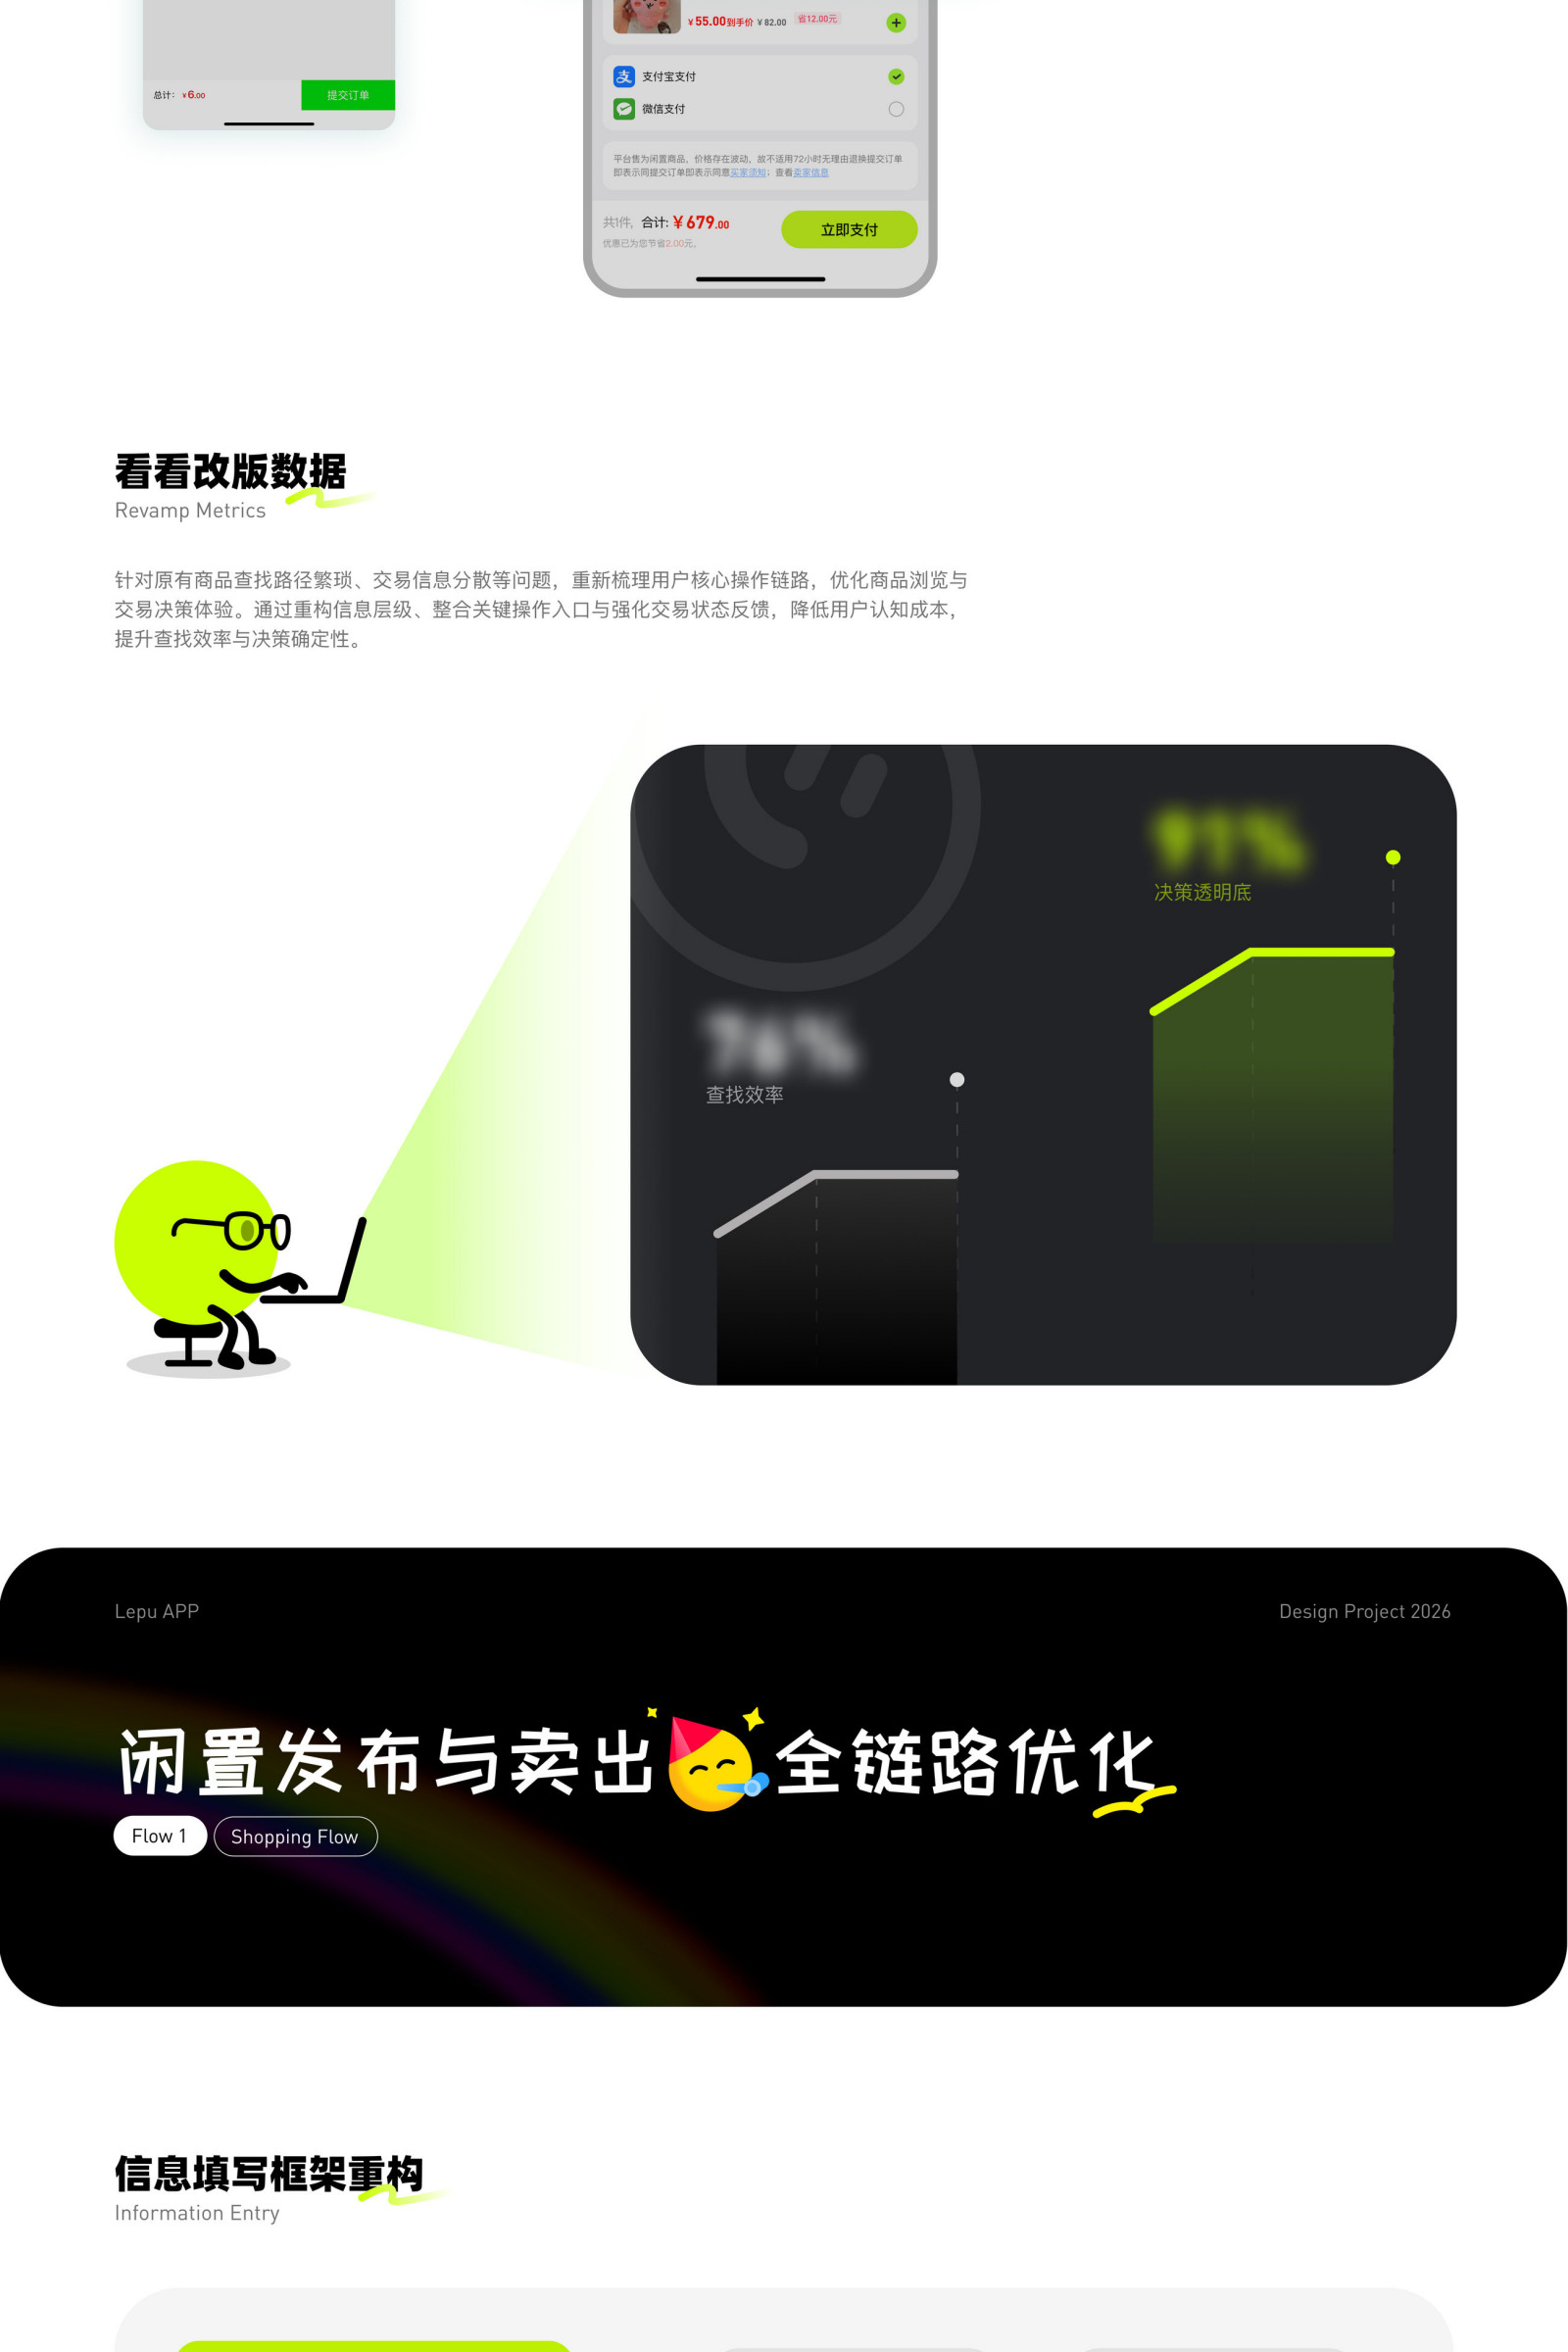 总计: ¥6.00
提交订单
¥55.00到手价 ¥82.00 省12.00元
支付宝支付
微信支付
平台售为闲置商品，价格存在波动，故不适用72小时无理由退换提交订单
即表示同提交订单即表示同意买家须知；查看卖家信息
共1件，合计: ¥679.00
优惠已为您节省2.00元。
立即支付
看看改版数据
Revamp Metrics
针对原有商品查找路径繁琐、交易信息分散等问题，重新梳理用户核心操作链路，优化商品浏览与
交易决策体验。通过重构信息层级、整合关键操作入口与强化交易状态反馈，降低用户认知成本，
提升查找效率与决策确定性。
91%
决策透明底
76%
查找效率
Lepu APP
Design Project 2026
闲置发布与卖出全链路优化
Flow 1
Shopping Flow
信息填写框架重构
Information Entry